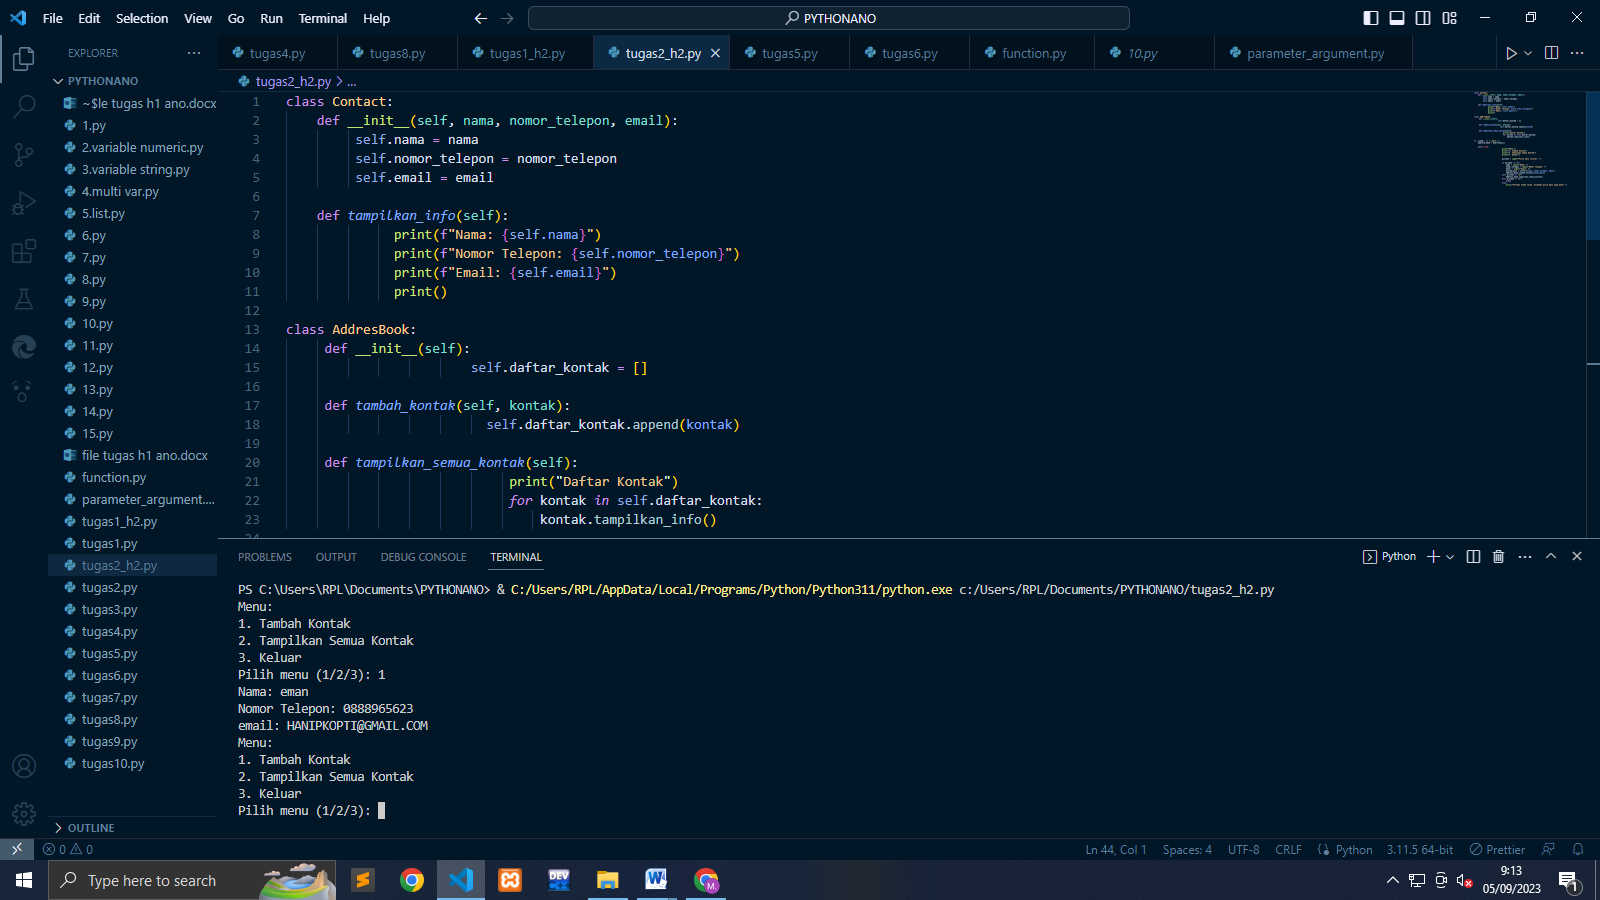 File Edit Selection View Go Run Terminal Help
PYTHONANO
EXPLORER
PYTHONANO
~$le tugas h1 ano.docx
1.py
2.variable numeric.py
3.variable string.py
4.multi var.py
5.list.py
6.py
7.py
8.py
9.py
10.py
11.py
12.py
13.py
14.py
15.py
file tugas h1 ano.docx
function.py
parameter_argument....
tugas1_h2.py
tugas1.py
tugas2_h2.py
tugas2.py
tugas3.py
tugas4.py
tugas5.py
tugas6.py
tugas7.py
tugas8.py
tugas9.py
tugas10.py
OUTLINE
tugas4.py tugas8.py tugas1_h2.py tugas2_h2.py tugas5.py tugas6.py function.py 10.py parameter_argument.py
tugas2_h2.py > ...
1 class Contact:
2 def __init__(self, nama, nomor_telepon, email):
3 self.nama = nama
4 self.nomor_telepon = nomor_telepon
5 self.email = email
6
7 def tampilkan_info(self):
8 print(f"Nama: {self.nama}")
9 print(f"Nomor Telepon: {self.nomor_telepon}")
10 print(f"Email: {self.email}")
11 print()
12
13 class AddresBook:
14 def __init__(self):
15 self.daftar_kontak = []
16
17 def tambah_kontak(self, kontak):
18 self.daftar_kontak.append(kontak)
19
20 def tampilkan_semua_kontak(self):
21 print("Daftar Kontak")
22 for kontak in self.daftar_kontak:
23 kontak.tampilkan_info()
PROBLEMS OUTPUT DEBUG CONSOLE TERMINAL
Python
PS C:\Users\RPL\Documents\PYTHONANO> & C:/Users/RPL/AppData/Local/Programs/Python/Python311/python.exe c:/Users/RPL/Documents/PYTHONANO/tugas2_h2.py
Menu:
1. Tambah Kontak
2. Tampilkan Semua Kontak
3. Keluar
Pilih menu (1/2/3): 1
Nama: eman
Nomor Telepon: 0888965623
email: HANIPKOPTI@GMAIL.COM
Menu:
1. Tambah Kontak
2. Tampilkan Semua Kontak
3. Keluar
Pilih menu (1/2/3):
0 0
Ln 44, Col 1 Spaces: 4 UTF-8 CRLF Python 3.11.5 64-bit Prettier
Type here to search
DEV
M.
9:13
05/09/2023
1